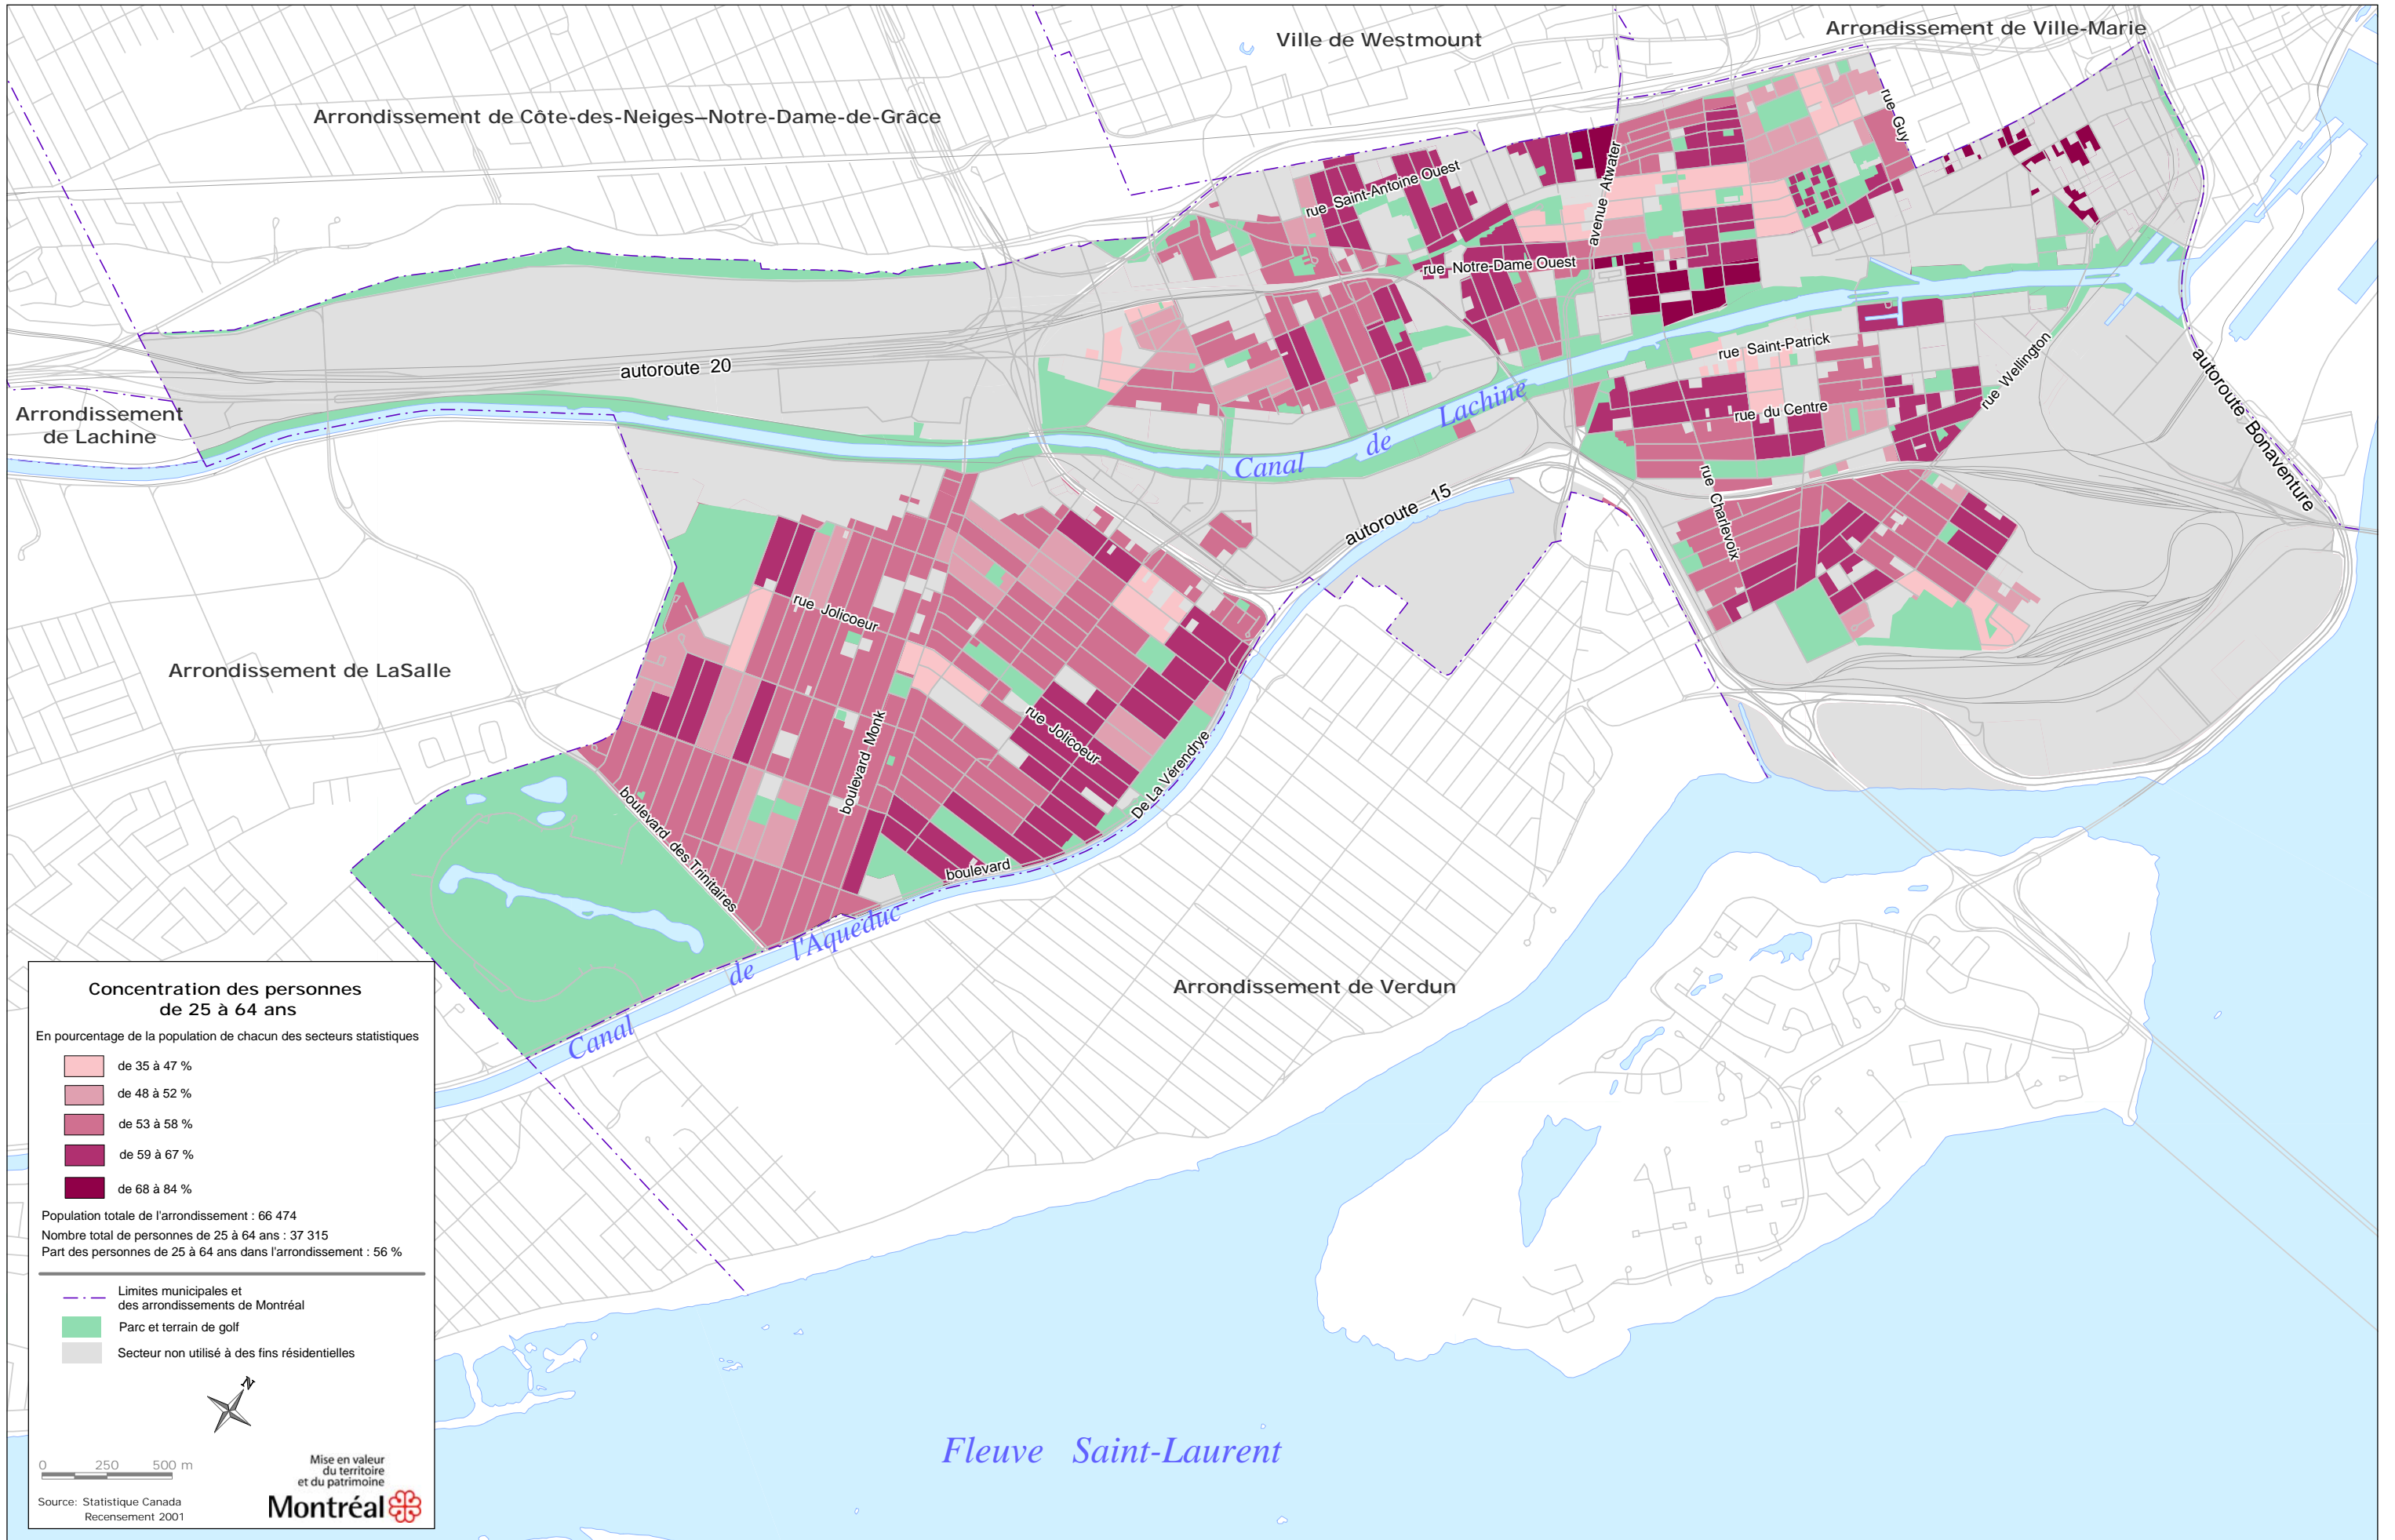 Ville de Westmount
Arrondissement de Ville-Marie
Arrondissement de Côte-des-Neiges–Notre-Dame-de-Grâce
rue Guy
avenue Atwater
rue Saint-Antoine Ouest
rue Notre-Dame Ouest
autoroute 20
rue Saint-Patrick
rue Wellington
autoroute Bonaventure
Arrondissement
de Lachine
rue du Centre
Canal de Lachine
autoroute 15
rue Charlevoix
rue Jolicoeur
Arrondissement de LaSalle
rue Jolicoeur
boulevard Monk
boulevard De La Vérendrye
boulevard des Trinitaires
Canal de l'Aqueduc
Arrondissement de Verdun
Fleuve Saint-Laurent
Concentration des personnes
de 25 à 64 ans
En pourcentage de la population de chacun des secteurs statistiques
de 35 à 47 %
de 48 à 52 %
de 53 à 58 %
de 59 à 67 %
de 68 à 84 %
Population totale de l'arrondissement : 66 474
Nombre total de personnes de 25 à 64 ans : 37 315
Part des personnes de 25 à 64 ans dans l'arrondissement : 56 %
Limites municipales et
des arrondissements de Montréal
Parc et terrain de golf
Secteur non utilisé à des fins résidentielles
N
0 250 500 m
Source: Statistique Canada
Recensement 2001
Mise en valeur
du territoire
et du patrimoine
Montréal